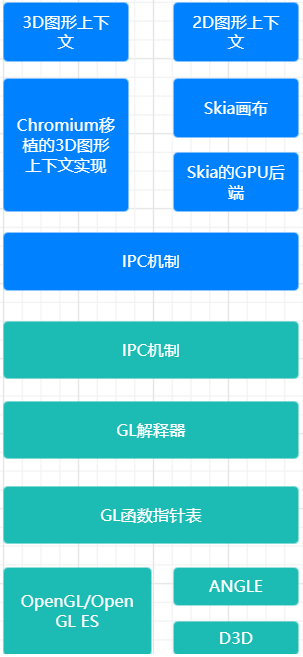 3D图形上下
文
2D图形上下
文
Chromium移
植的3D图形
上下文实现
Skia画布
Skia的GPU后
端
IPC机制
IPC机制
GL解释器
GL函数指针表
OpenGL/Open
GL ES
ANGLE
D3D